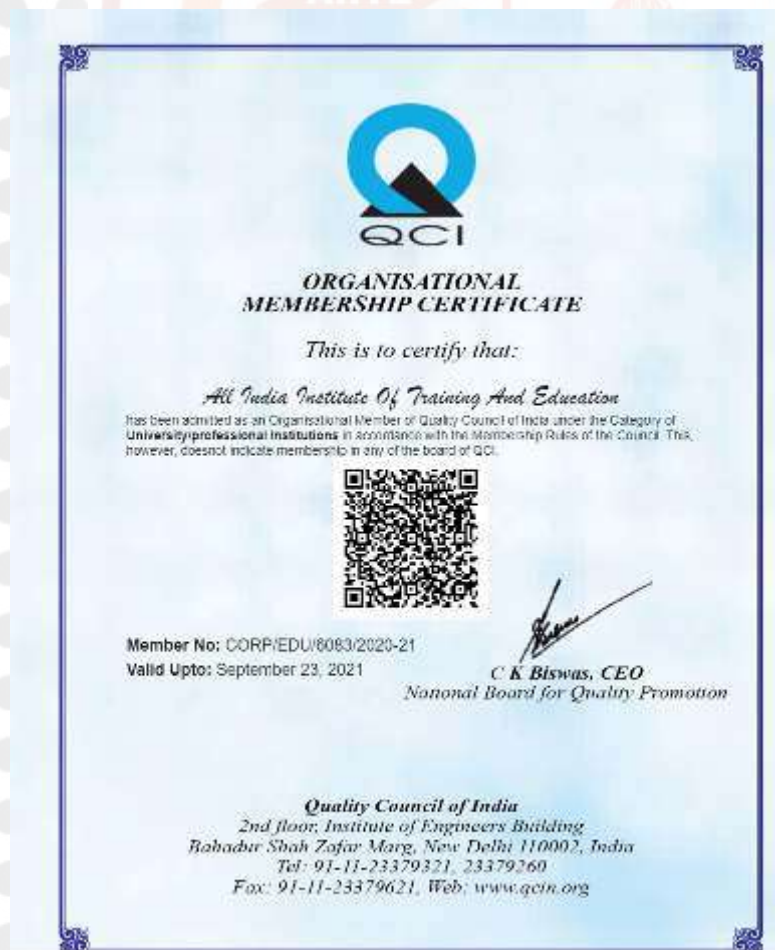 QCI
ORGANISATIONAL
MEMBERSHIP CERTIFICATE
This is to certify that:
All India Institute Of Training And Education
has been admitted as an Organisational Member of Quality Council of India under the Category of
University/professional Institutions in accordance with the Membership Rules of the Council. This,
however, doesnot indicate membership in any of the board of QCI.
Member No: CORP/EDU/6083/2020-21
Valid Upto: September 23, 2021
C K Biswas, CEO
National Board for Quality Promotion
Quality Council of India
2nd floor, Institute of Engineers Building
Bahadur Shah Zafar Marg, New Delhi 110002, India
Tel: 91-11-23379321, 23379260
Fax: 91-11-23379621, Web: www.qcin.org